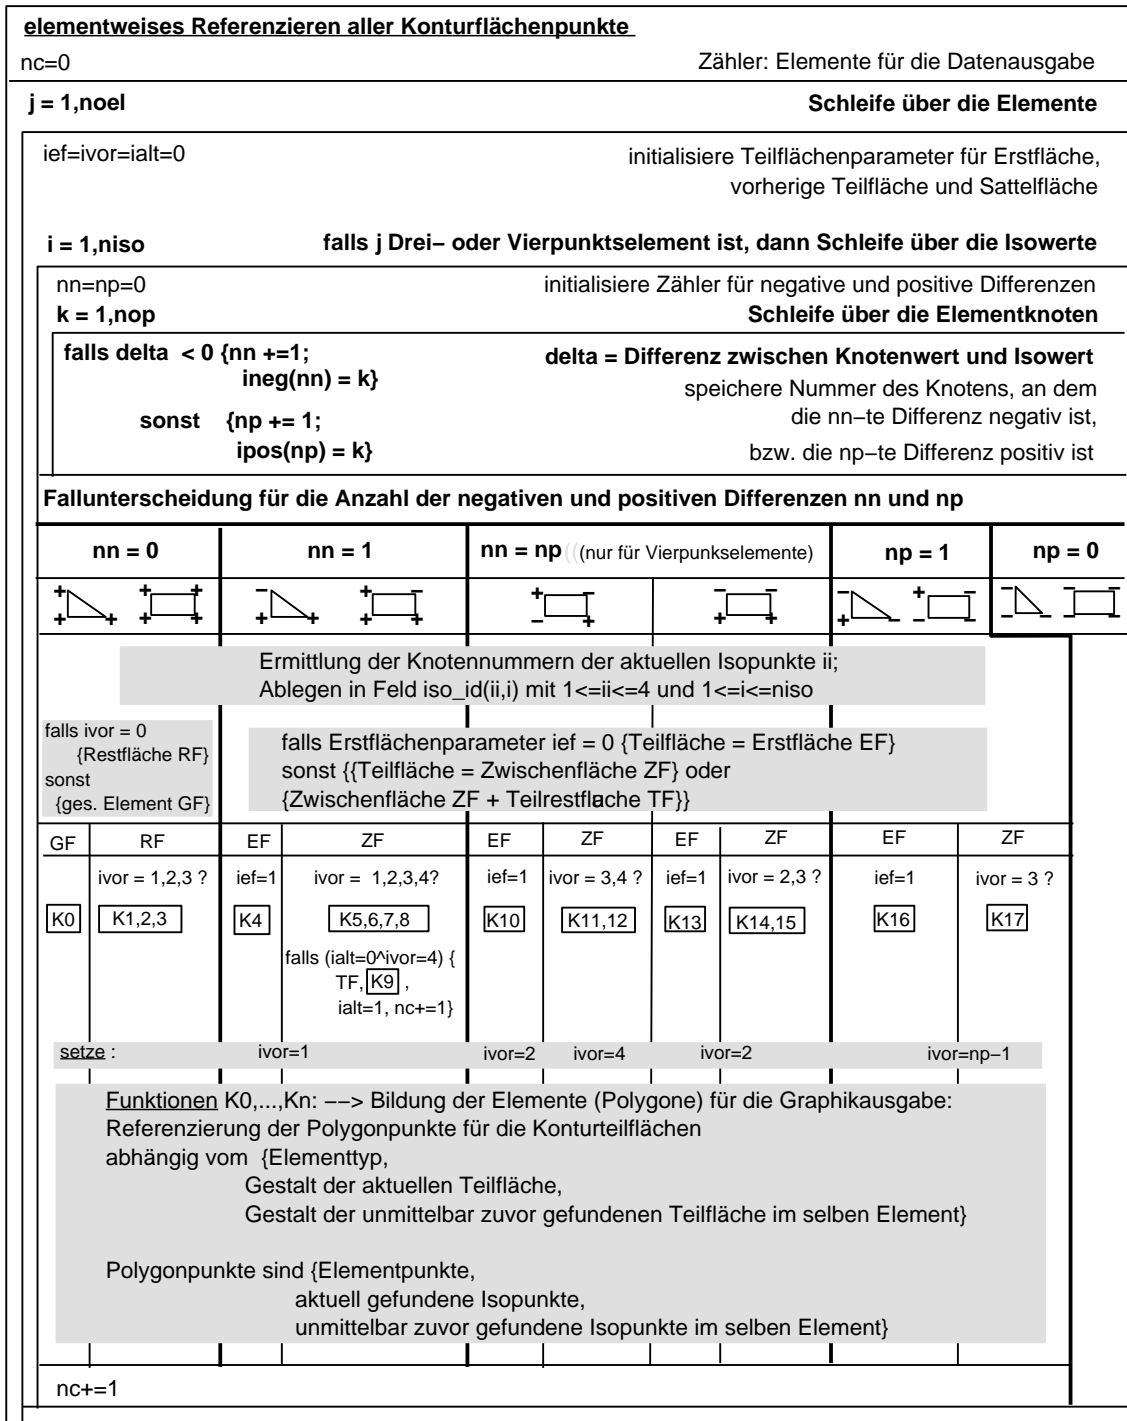 elementweises Referenzieren aller Konturflächenpunkte
nc=0 Zähler: Elemente für die Datenausgabe
j = 1,noel Schleife über die Elemente
ief=ivor=ialt=0 initialisiere Teilflächenparameter für Erstfläche,
vorherige Teilfläche und Sattelfläche
i = 1,niso falls j Drei− oder Vierpunktselement ist, dann Schleife über die Isowerte
nn=np=0 initialisiere Zähler für negative und positive Differenzen
k = 1,nop Schleife über die Elementknoten
falls delta < 0 {nn +=1; delta = Differenz zwischen Knotenwert und Isowert
ineg(nn) = k} speichere Nummer des Knotens, an dem
sonst {np += 1; die nn−te Differenz negativ ist,
ipos(np) = k} bzw. die np−te Differenz positiv ist
Fallunterscheidung für die Anzahl der negativen und positiven Differenzen nn und np
nn = 0 nn = 1 nn = np ((nur für Vierpunkselemente) np = 1 np = 0
+ + + − + + + − − − − + − − − −
+ + + + + + + + − + + + + − − − − − − −
Ermittlung der Knotennummern der aktuellen Isopunkte ii;
Ablegen in Feld iso_id(ii,i) mit 1<=ii<=4 und 1<=i<=niso
falls ivor = 0
{Restfläche RF}
sonst
{ges. Element GF}
falls Erstflächenparameter ief = 0 {Teilfläche = Erstfläche EF}
sonst {{Teilfläche = Zwischenfläche ZF} oder
{Zwischenfläche ZF + Teilrestflache TF}}
GF RF EF ZF EF ZF EF ZF EF ZF
ivor = 1,2,3 ? ief=1 ivor = 1,2,3,4? ief=1 ivor = 3,4 ? ief=1 ivor = 2,3 ? ief=1 ivor = 3 ?
K0 K1,2,3 K4 K5,6,7,8 K10 K11,12 K13 K14,15 K16 K17
falls (ialt=0^ivor=4) {
TF, K9 ,
ialt=1, nc+=1}
setze : ivor=1 ivor=2 ivor=4 ivor=2 ivor=np−1
Funktionen K0,...,Kn: −−> Bildung der Elemente (Polygone) für die Graphikausgabe:
Referenzierung der Polygonpunkte für die Konturteilflächen
abhängig vom {Elementtyp,
Gestalt der aktuellen Teilfläche,
Gestalt der unmittelbar zuvor gefundenen Teilfläche im selben Element}
Polygonpunkte sind {Elementpunkte,
aktuell gefundene Isopunkte,
unmittelbar zuvor gefundene Isopunkte im selben Element}
nc+=1